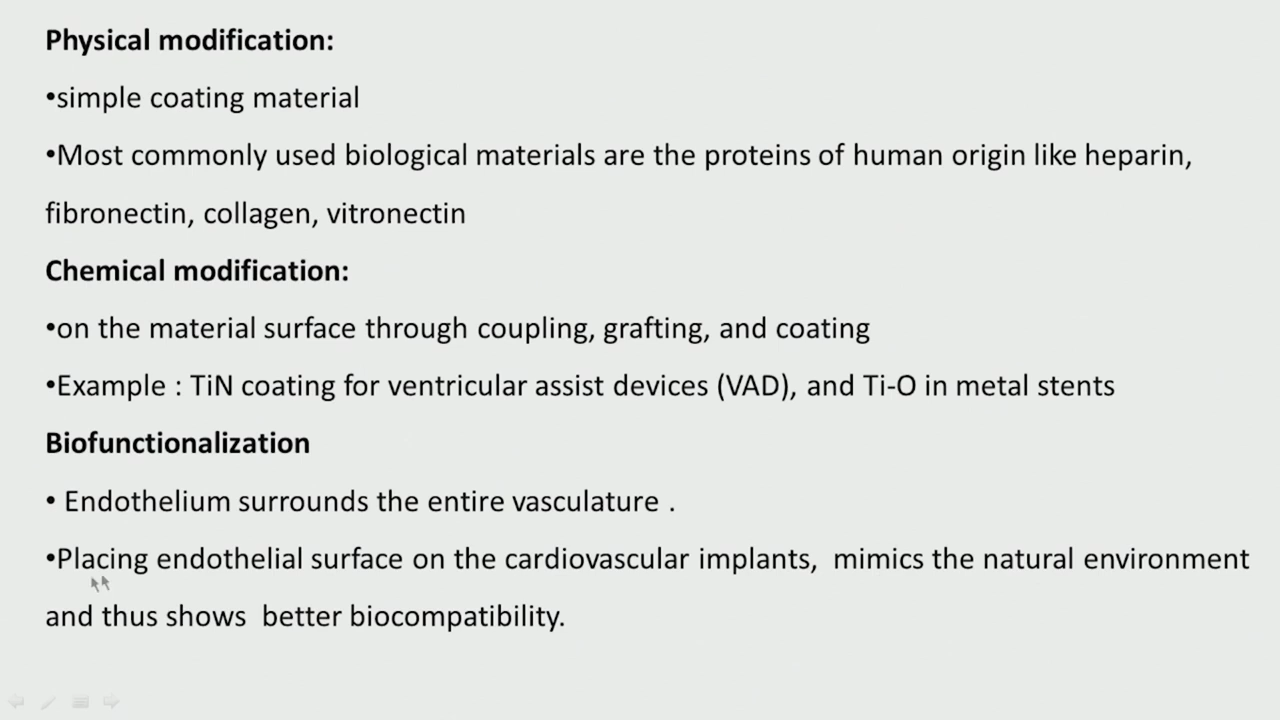 Physical modification:
•simple coating material
•Most commonly used biological materials are the proteins of human origin like heparin,
fibronectin, collagen, vitronectin
Chemical modification:
•on the material surface through coupling, grafting, and coating
•Example : TiN coating for ventricular assist devices (VAD), and Ti-O in metal stents
Biofunctionalization
• Endothelium surrounds the entire vasculature .
•Placing endothelial surface on the cardiovascular implants,  mimics the natural environment
and thus shows  better biocompatibility.